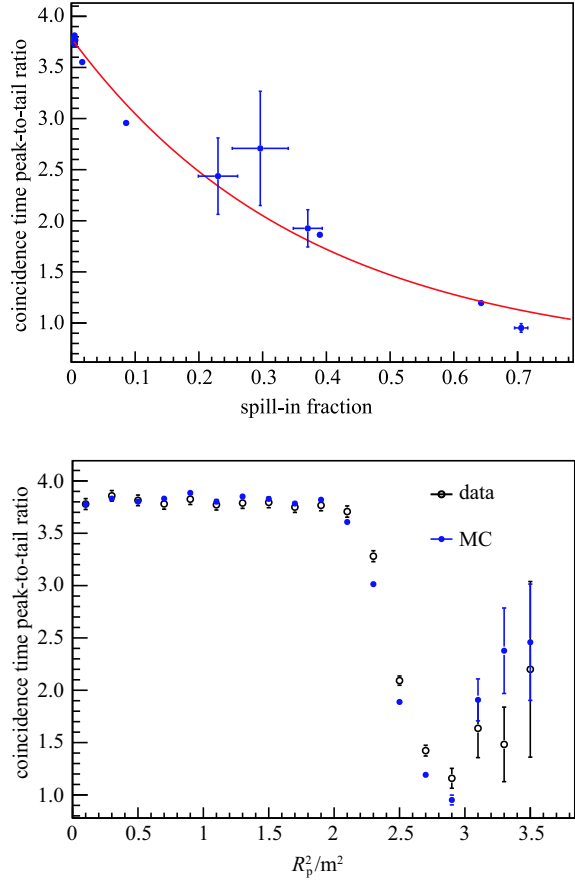 4.0
3.5
3.0
2.5
2.0
1.5
1.0
coincidence time peak-to-tail ratio
0 0.1 0.2 0.3 0.4 0.5 0.6 0.7
spill-in fraction
4.0
3.5
3.0
2.5
2.0
1.5
1.0
coincidence time peak-to-tail ratio
data
MC
0 0.5 1 1.5 2.0 2.5 3.0 3.5
R_p^2/m^2